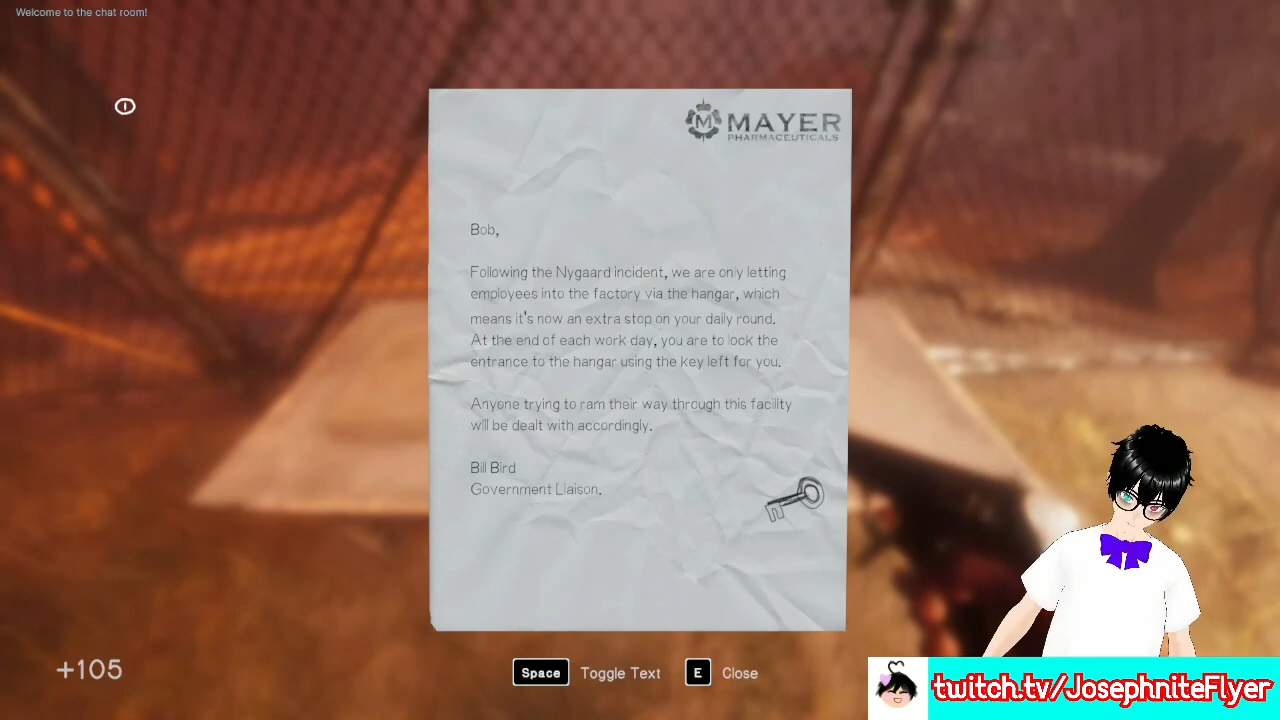 Welcome to the chat room!
M
MAYER
PHARMACEUTICALS
Bob,
Following the Nygaard incident, we are only letting
employees into the factory via the hangar, which
means it's now an extra stop on your daily round.
At the end of each work day, you are to lock the
entrance to the hangar using the key left for you.
Anyone trying to ram their way through this facility
will be dealt with accordingly.
Bill Bird
Government Liaison.
+105
Space Toggle Text E Close
twitch.tv/JosephniteFlyer